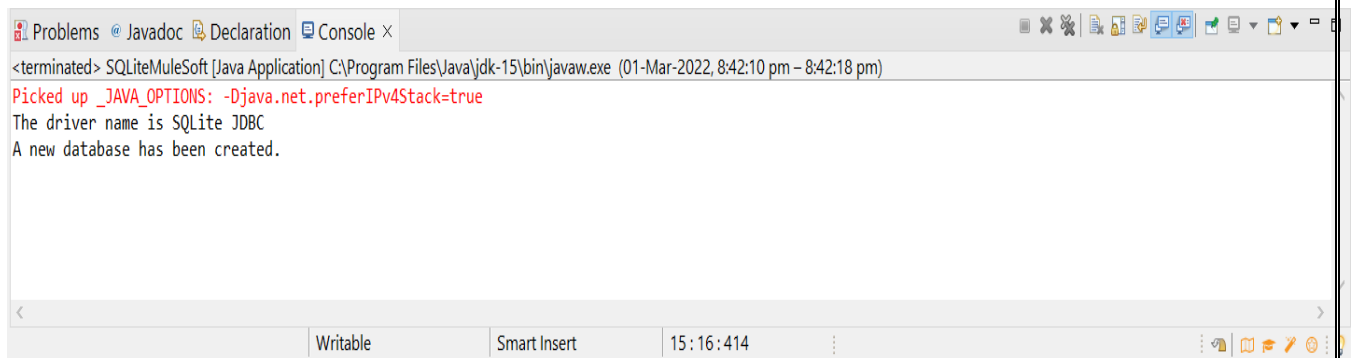 Problems @ Javadoc Declaration Console ×
<terminated> SQLiteMuleSoft [Java Application] C:\Program Files\Java\jdk-15\bin\javaw.exe (01-Mar-2022, 8:42:10 pm – 8:42:18 pm)
Picked up _JAVA_OPTIONS: -Djava.net.preferIPv4Stack=true
The driver name is SQLite JDBC
A new database has been created.
Writable Smart Insert 15 : 16 : 414